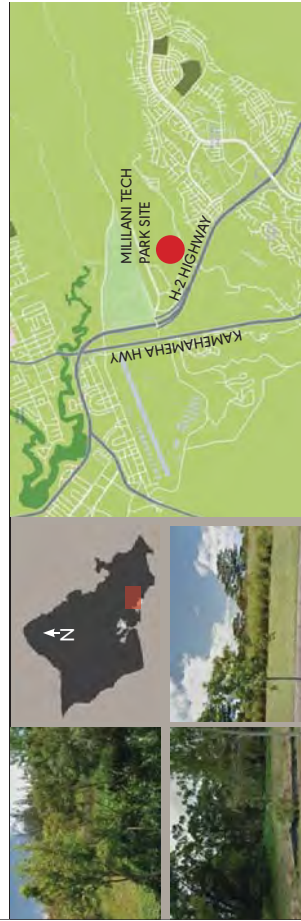 MILILANI TECH
PARK SITE
H-2 HIGHWAY
KAMEHAMEHA HWY
N